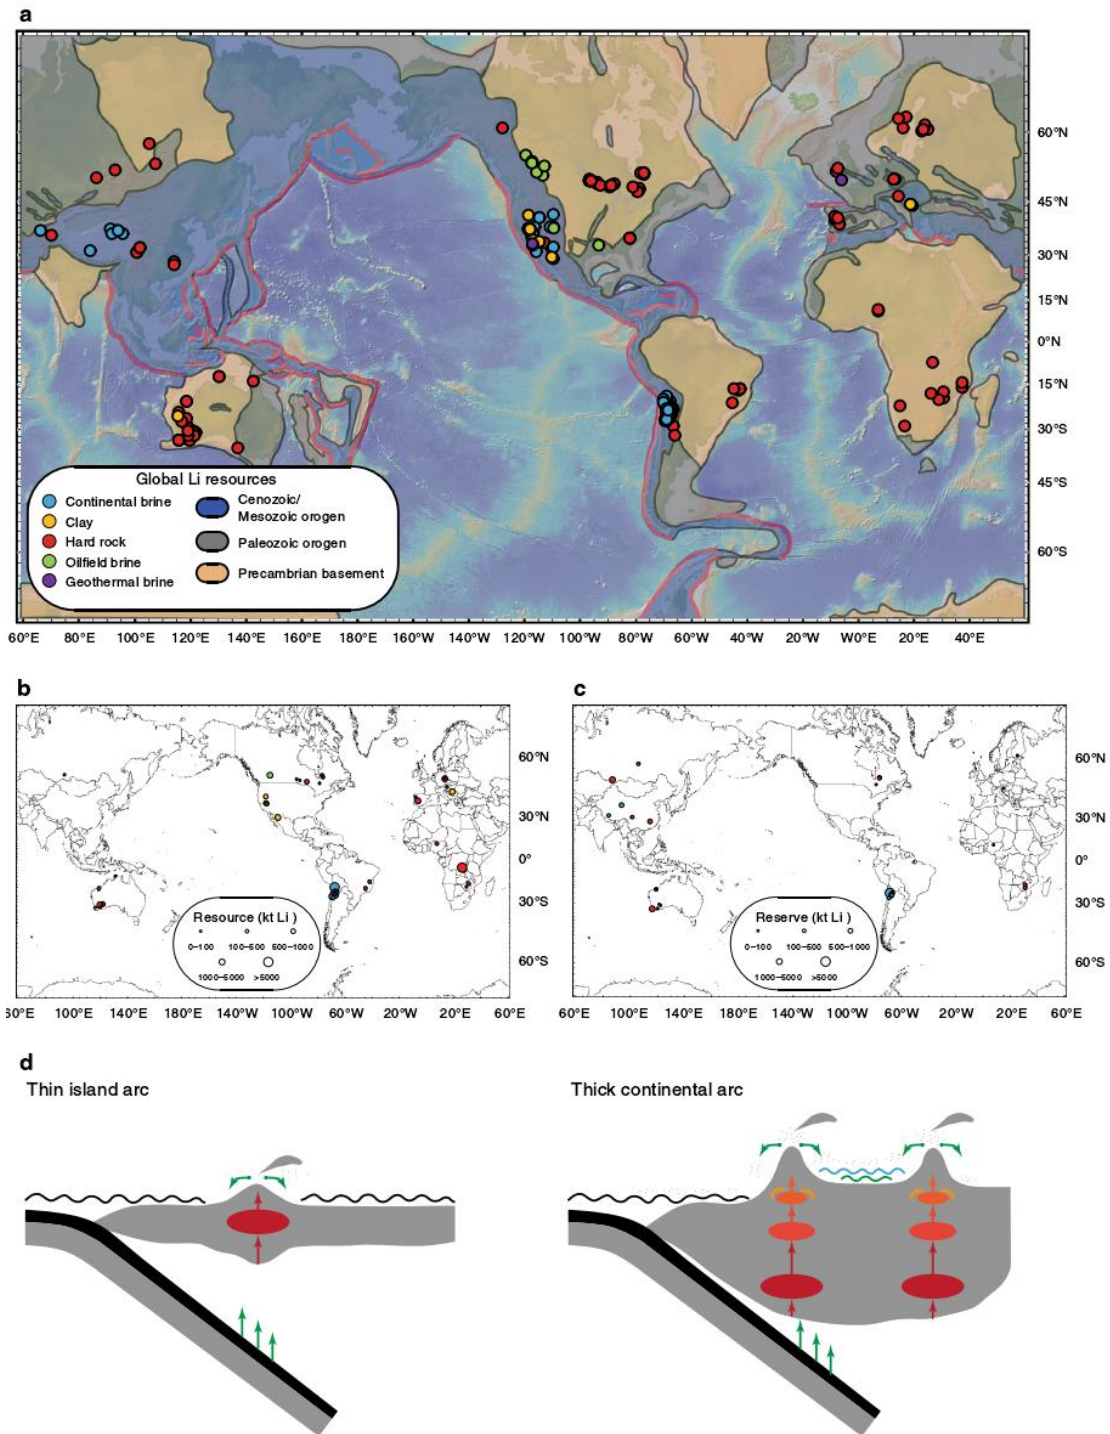 a
60°N
45°N
30°N
15°N
0°N
15°N
30°S
45°S
60°S
Global Li resources
Continental brine
Clay
Hard rock
Oilfield brine
Geothermal brine
Cenozoic/
Mesozoic orogen
Paleozoic orogen
Precambrian basement
60°E 80°E 100°E 120°E 140°E 160°E 180°E 160°W 140°W 120°W 100°W 80°W 60°W 40°W 20°W 00°E 20°E 40°E
b
60°N
30°N
0°
30°S
60°S
Resource (kt Li )
0–100 100–500 500–1000
1000–5000 >5000
60°E 100°E 140°E 180°E 140°W 100°W 60°W 20°W 20°E 60°E
c
60°N
30°N
0°
30°S
60°S
Reserve (kt Li )
0–100 100–500 500–1000
1000–5000 >5000
60°E 100°E 140°E 180°E 140°W 100°W 60°W 20°W 20°E 60°E
d
Thin island arc
Thick continental arc